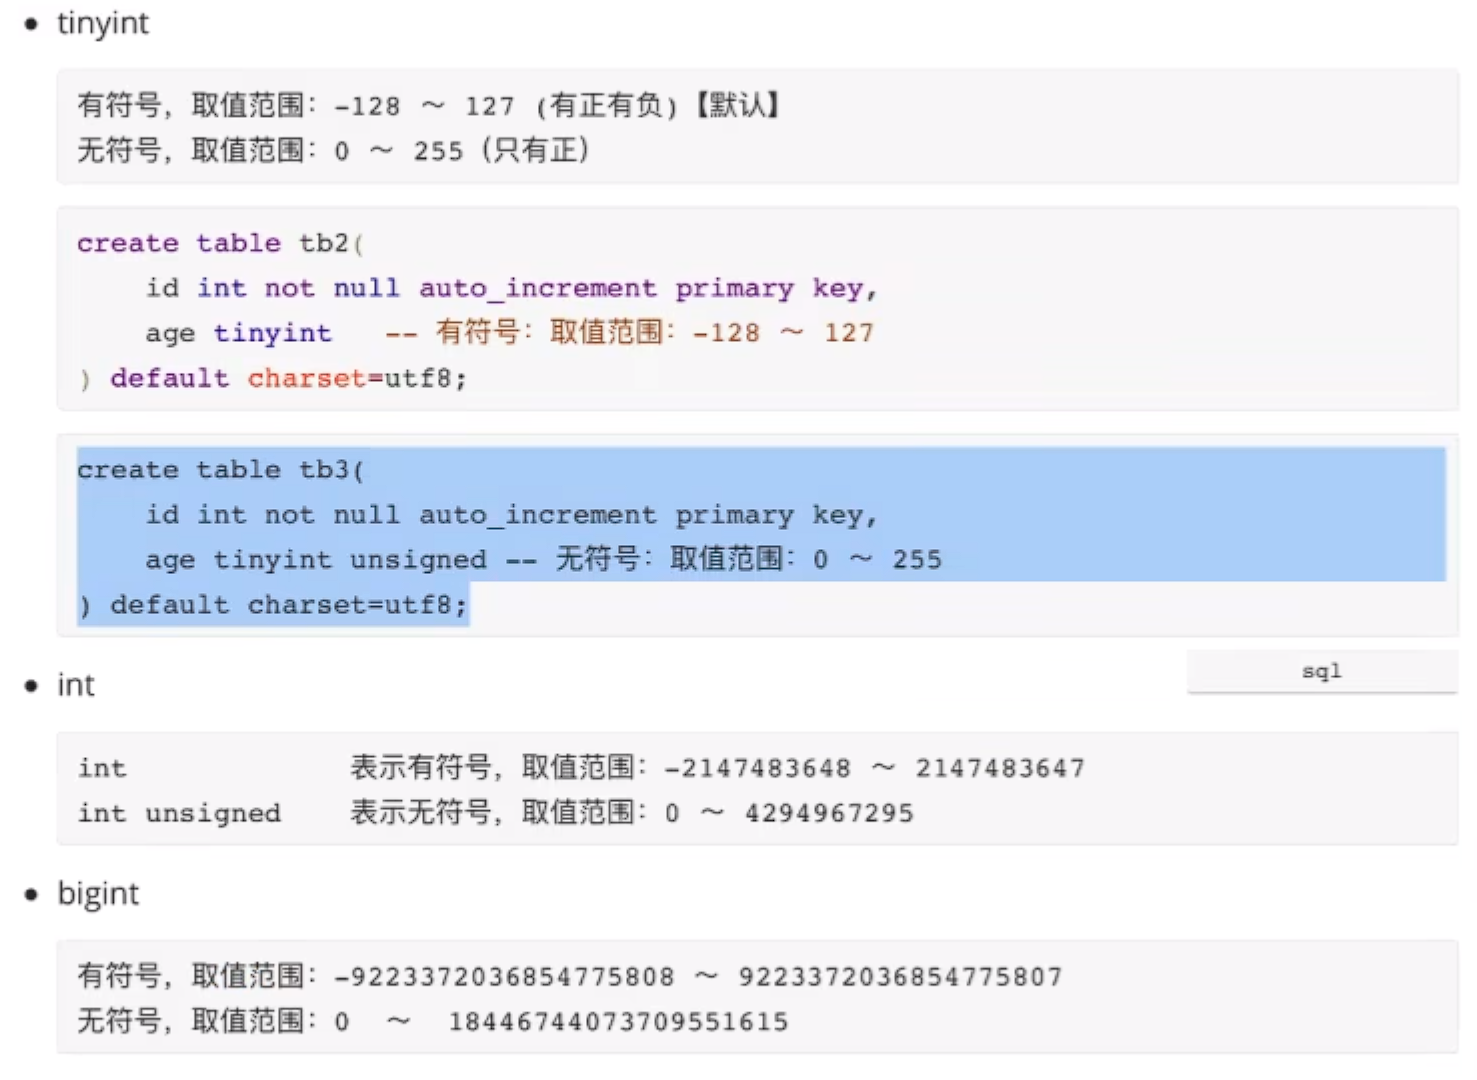 tinyint
有符号，取值范围：-128 ～ 127 (有正有负)【默认】
无符号，取值范围：0 ～ 255（只有正）
create table tb2(
    id int not null auto_increment primary key,
    age tinyint   -- 有符号：取值范围：-128 ～ 127
) default charset=utf8;
create table tb3(
    id int not null auto_increment primary key,
    age tinyint unsigned -- 无符号：取值范围：0 ～ 255
) default charset=utf8;
sql
int
int             表示有符号，取值范围：-2147483648 ～ 2147483647
int unsigned    表示无符号，取值范围：0 ～ 4294967295
bigint
有符号，取值范围：-9223372036854775808 ～ 9223372036854775807
无符号，取值范围：0  ～  18446744073709551615